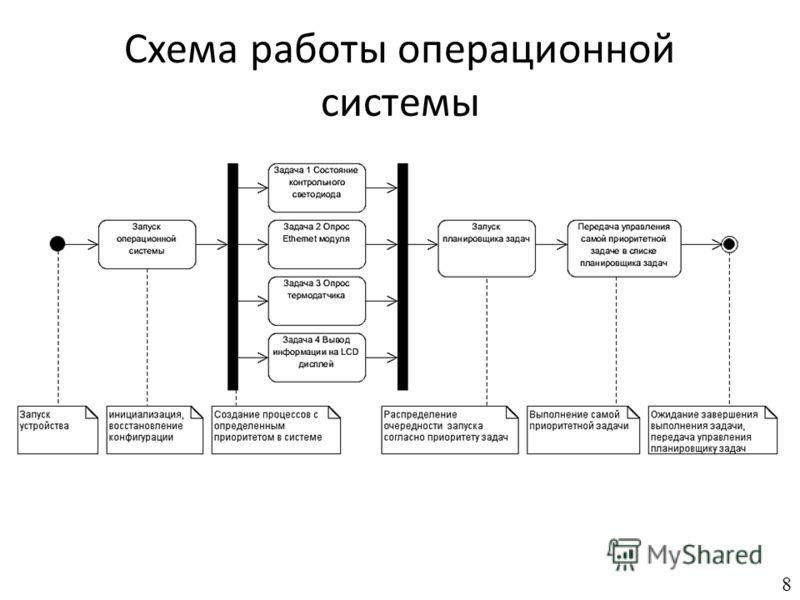 Схема работы операционной
системы
Задача 1 Состояние
контрольного
светодиода
Запуск
операционной
системы
Задача 2 Опрос
Ethernet модуля
Запуск
планировщика задач
Передача управления
самой приоритетной
задаче в списке
планировщика задач
Задача 3 Опрос
термодатчика
Задача 4 Вывод
информации на LCD
дисплей
Запуск
устройства
инициализация,
восстановление
конфигурации
Создание процессов с
определенным
приоритетом в системе
Распределение
очередности запуска
согласно приоритету задач
Выполнение самой
приоритетной задачи
Ожидание завершения
выполнения задачи,
передача управления
планировщику задач
MyShared
8